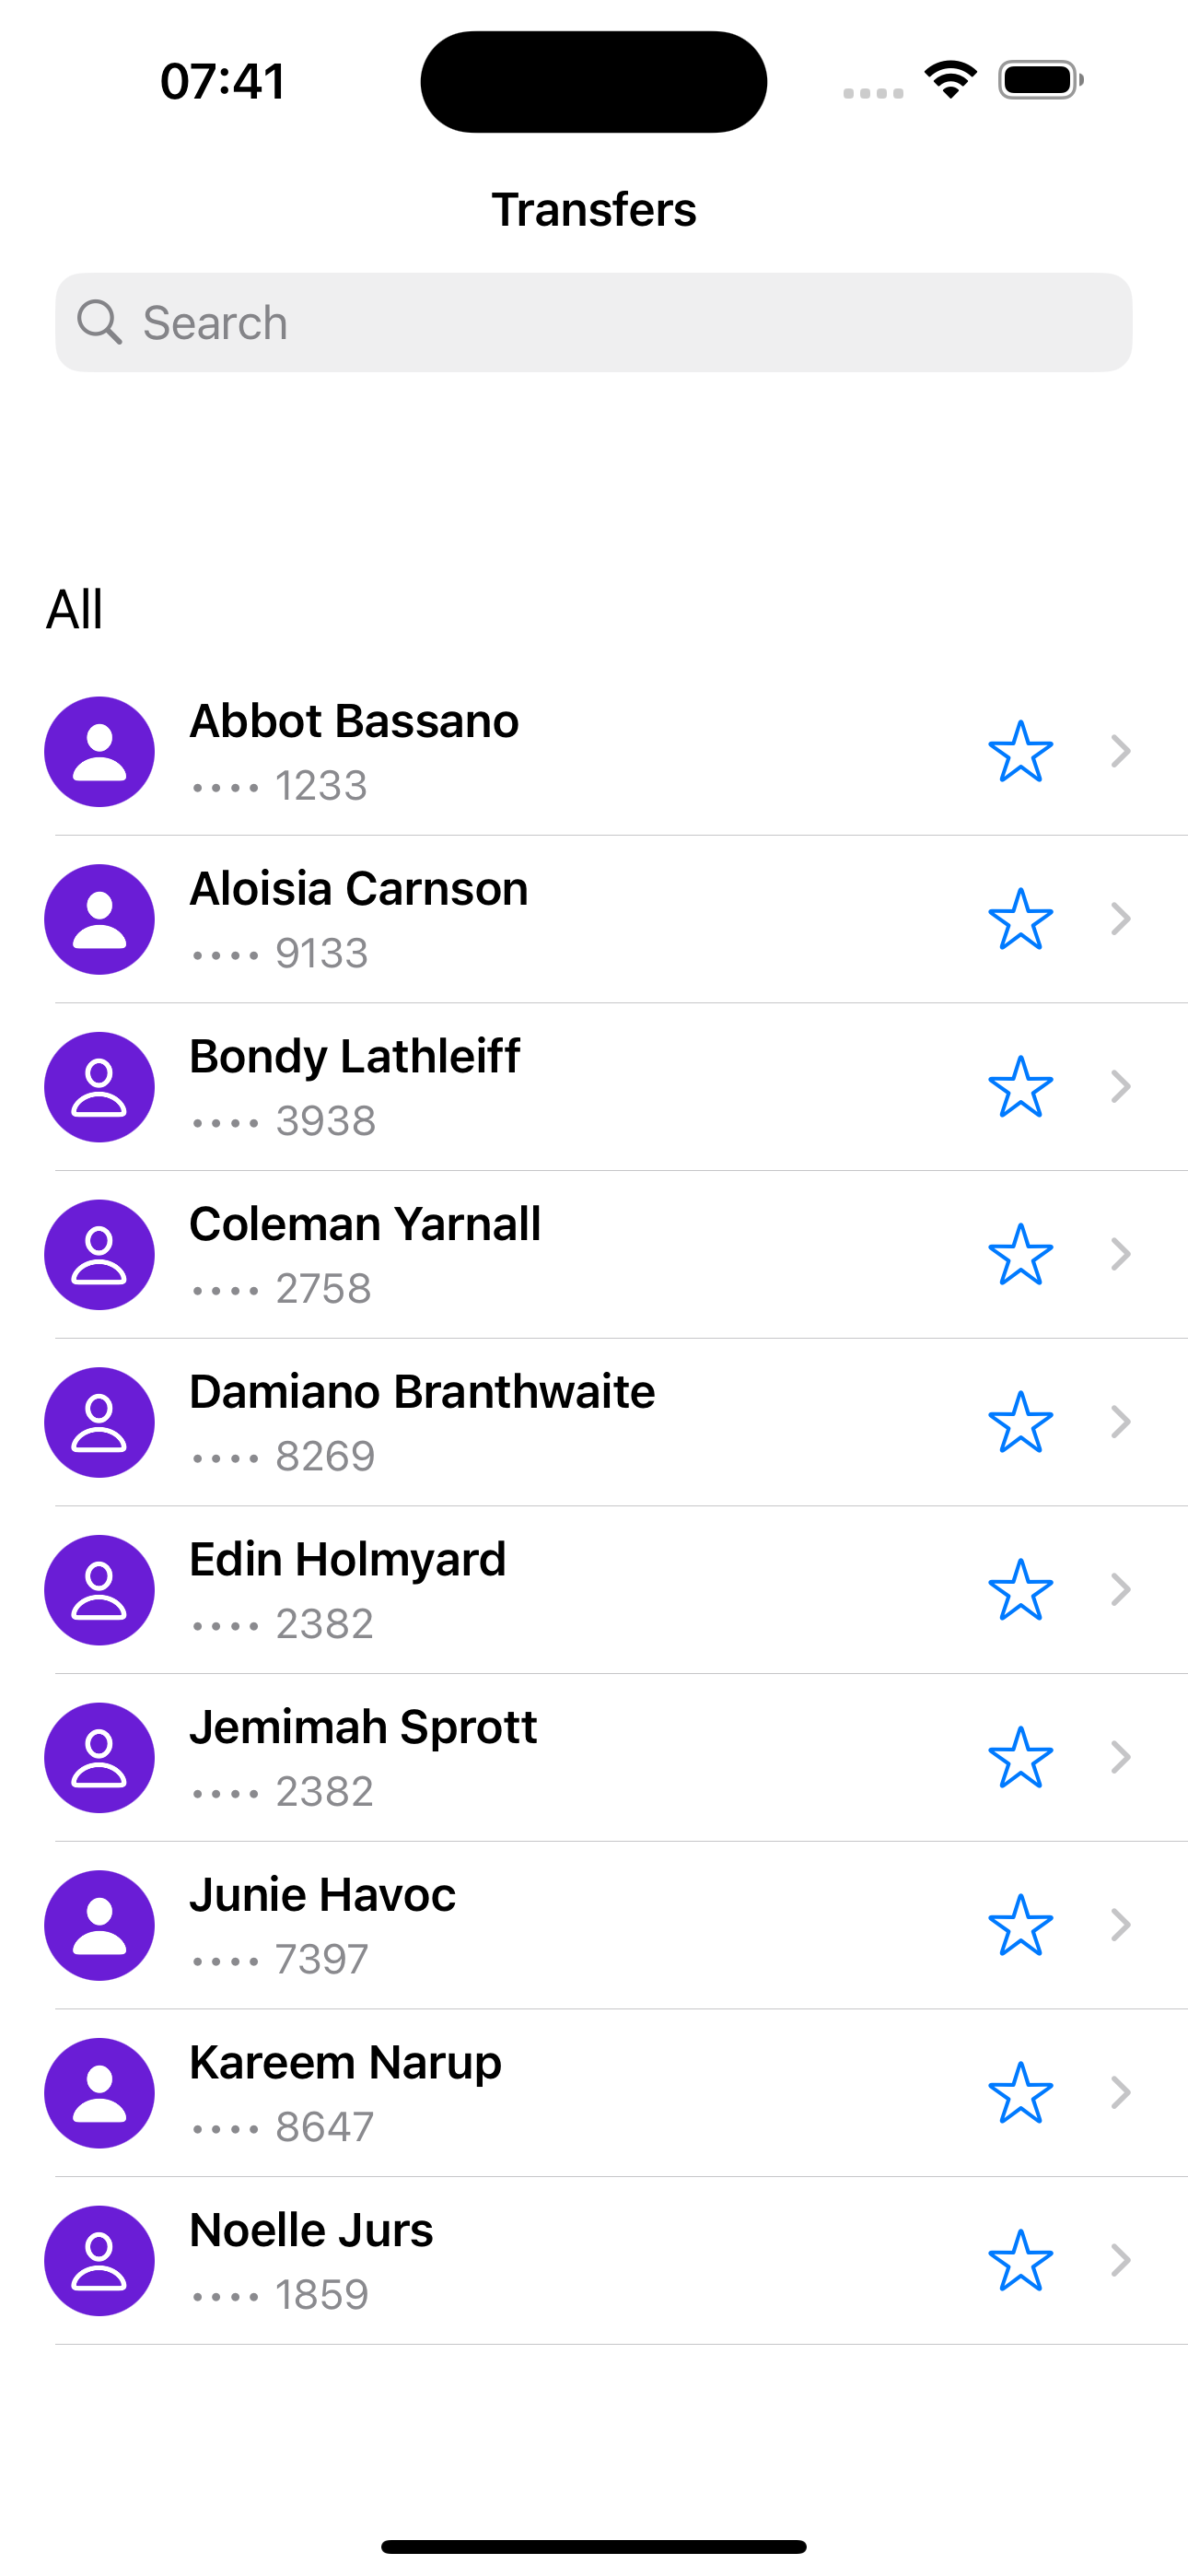 07:41
Transfers
Search
All
Abbot Bassano
•••• 1233
Aloisia Carnson
•••• 9133
Bondy Lathleiff
•••• 3938
Coleman Yarnall
•••• 2758
Damiano Branthwaite
•••• 8269
Edin Holmyard
•••• 2382
Jemimah Sprott
•••• 2382
Junie Havoc
•••• 7397
Kareem Narup
•••• 8647
Noelle Jurs
•••• 1859